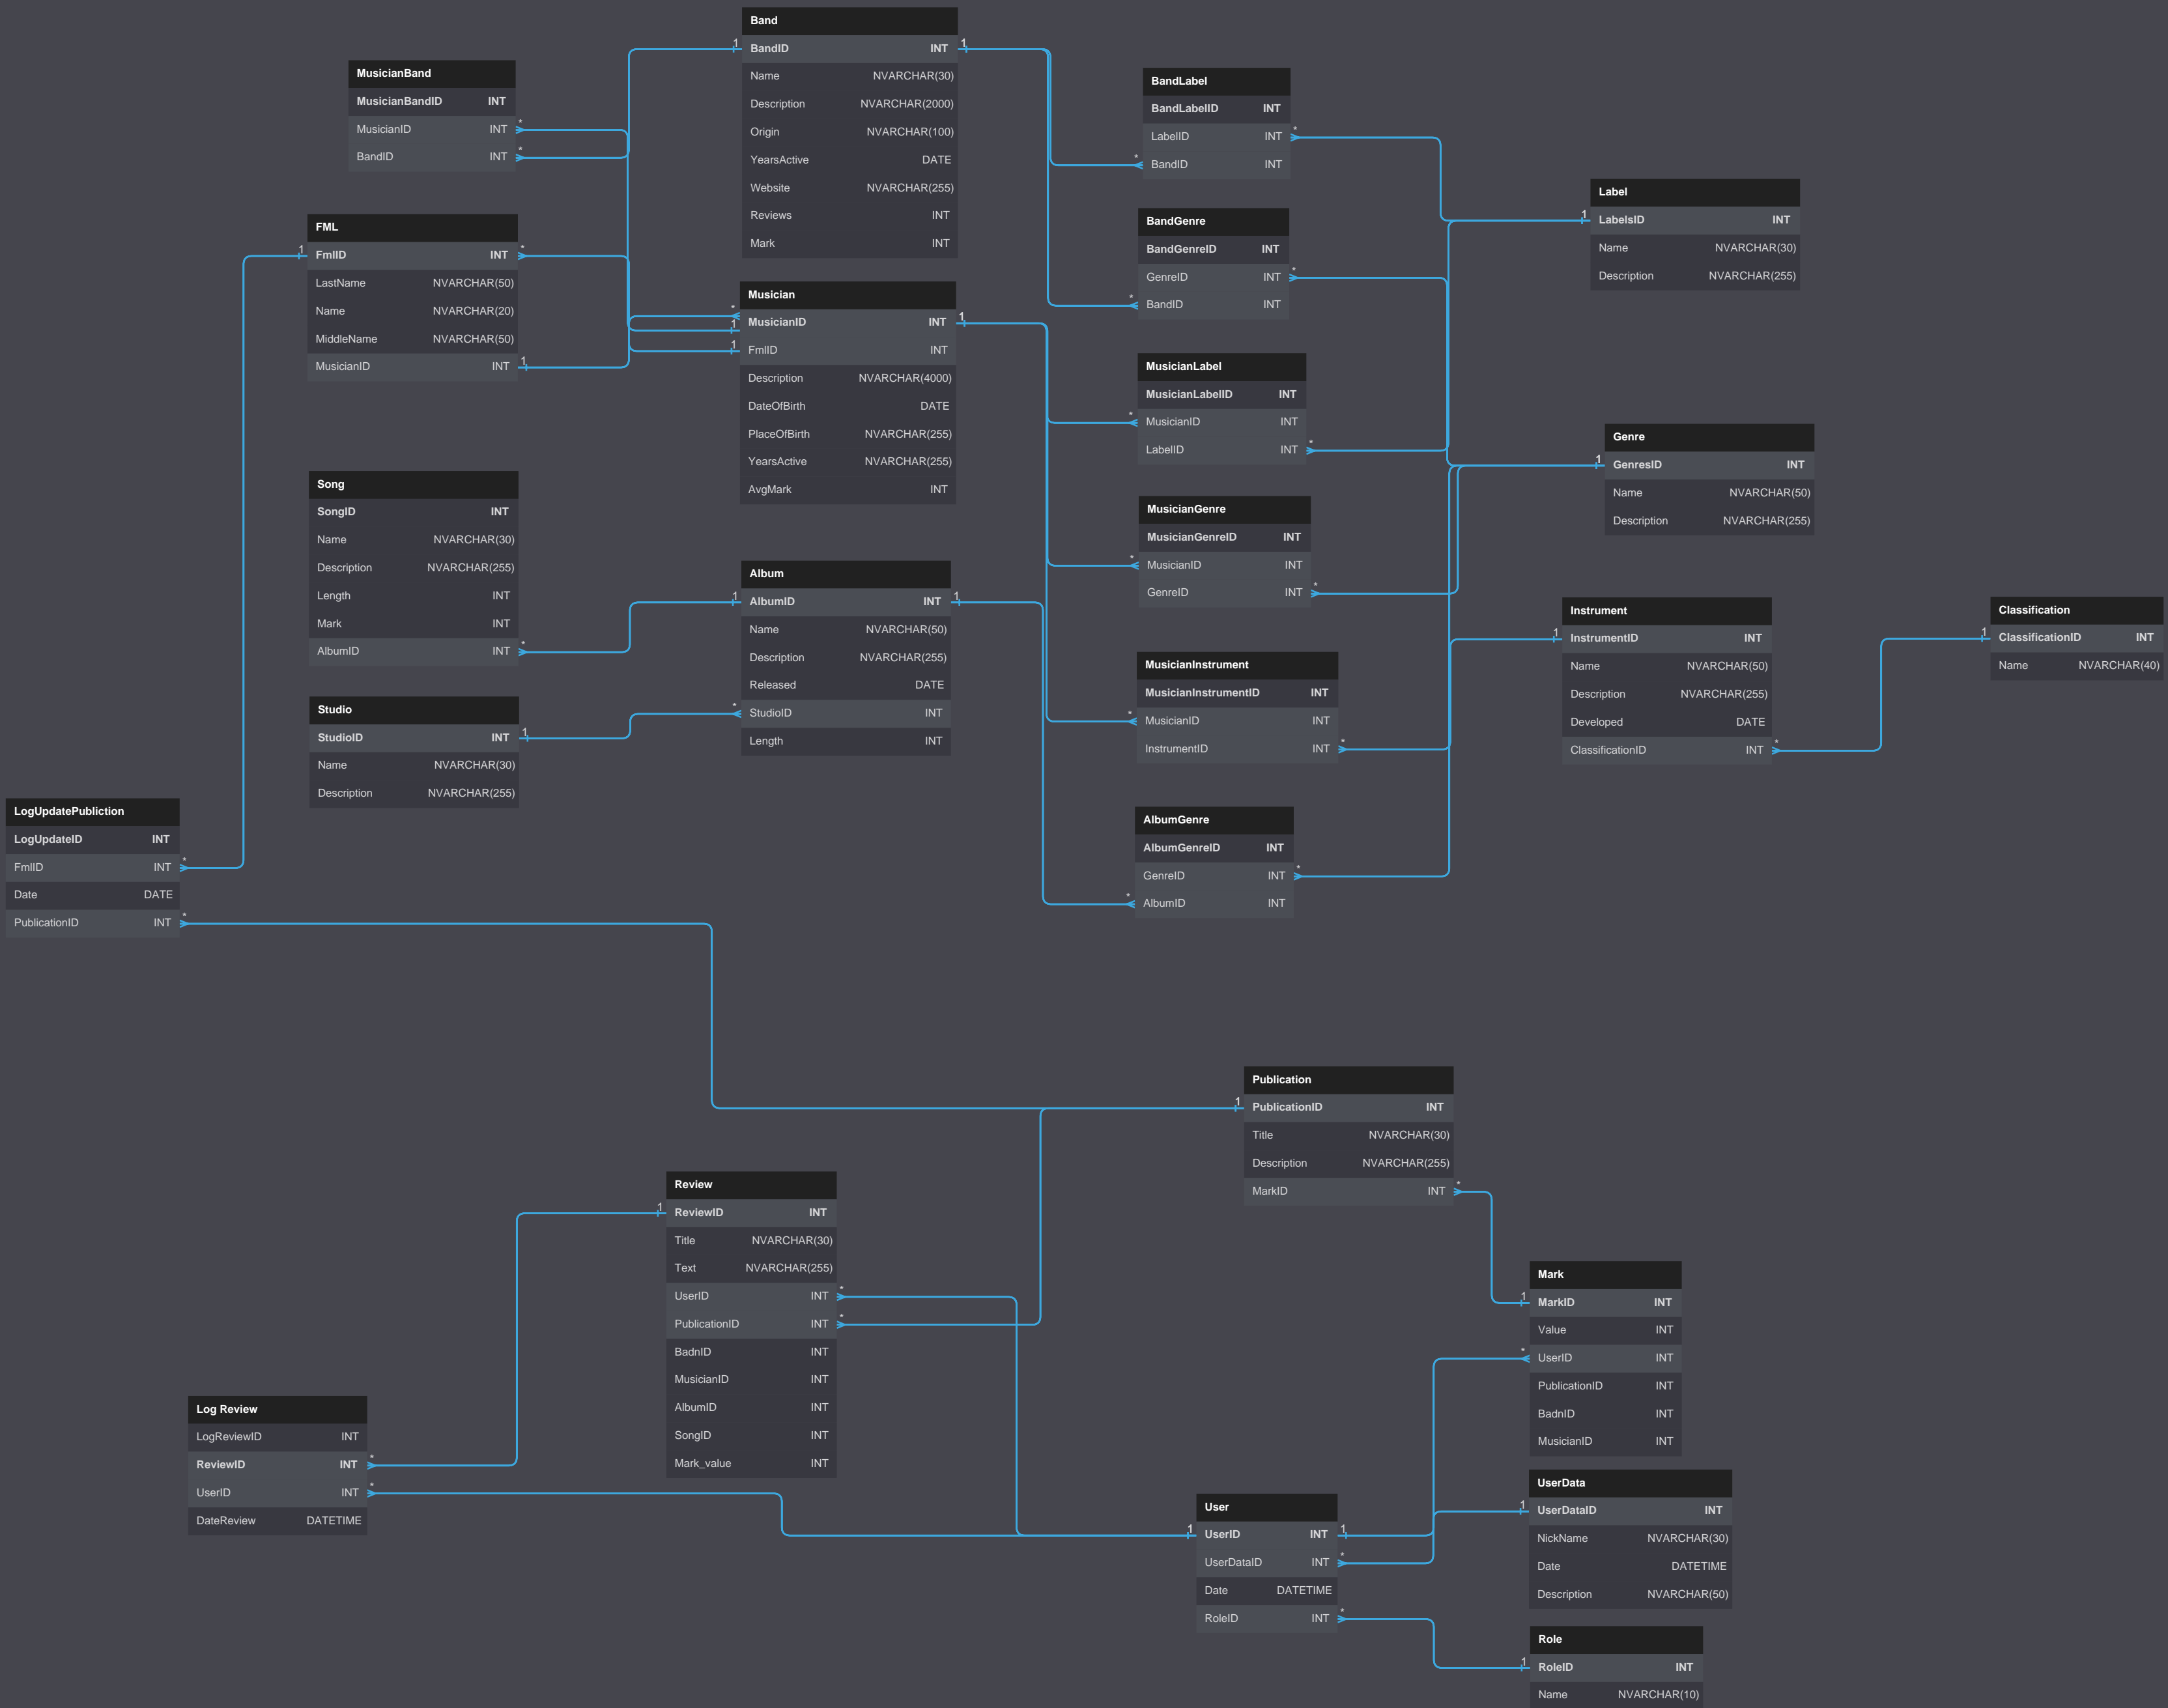 Band
BandID INT
Name NVARCHAR(30)
Description NVARCHAR(2000)
Origin NVARCHAR(100)
YearsActive DATE
Website NVARCHAR(255)
Reviews INT
Mark INT
MusicianBand
MusicianBandID INT
MusicianID INT
BandID INT
FML
FmlID INT
LastName NVARCHAR(50)
Name NVARCHAR(20)
MiddleName NVARCHAR(50)
MusicianID INT
Musician
MusicianID INT
FmlID INT
Description NVARCHAR(4000)
DateOfBirth DATE
PlaceOfBirth NVARCHAR(255)
YearsActive NVARCHAR(255)
AvgMark INT
Song
SongID INT
Name NVARCHAR(30)
Description NVARCHAR(255)
Length INT
Mark INT
AlbumID INT
Album
AlbumID INT
Name NVARCHAR(50)
Description NVARCHAR(255)
Released DATE
StudioID INT
Length INT
Studio
StudioID INT
Name NVARCHAR(30)
Description NVARCHAR(255)
BandLabel
BandLabelID INT
LabelID INT
BandID INT
BandGenre
BandGenreID INT
GenreID INT
BandID INT
MusicianLabel
MusicianLabelID INT
MusicianID INT
LabelID INT
MusicianGenre
MusicianGenreID INT
MusicianID INT
GenreID INT
MusicianInstrument
MusicianInstrumentID INT
MusicianID INT
InstrumentID INT
AlbumGenre
AlbumGenreID INT
GenreID INT
AlbumID INT
Label
LabelsID INT
Name NVARCHAR(30)
Description NVARCHAR(255)
Genre
GenresID INT
Name NVARCHAR(50)
Description NVARCHAR(255)
Instrument
InstrumentID INT
Name NVARCHAR(50)
Description NVARCHAR(255)
Developed DATE
ClassificationID INT
Classification
ClassificationID INT
Name NVARCHAR(40)
LogUpdatePubliction
LogUpdateID INT
FmlID INT
Date DATE
PublicationID INT
Publication
PublicationID INT
Title NVARCHAR(30)
Description NVARCHAR(255)
MarkID INT
Review
ReviewID INT
Title NVARCHAR(30)
Text NVARCHAR(255)
UserID INT
PublicationID INT
BadnID INT
MusicianID INT
AlbumID INT
SongID INT
Mark_value INT
Mark
MarkID INT
Value INT
UserID INT
PublicationID INT
BadnID INT
MusicianID INT
Log Review
LogReviewID INT
ReviewID INT
UserID INT
DateReview DATETIME
User
UserID INT
UserDataID INT
Date DATETIME
RoleID INT
UserData
UserDataID INT
NickName NVARCHAR(30)
Date DATETIME
Description NVARCHAR(50)
Role
RoleID INT
Name NVARCHAR(10)